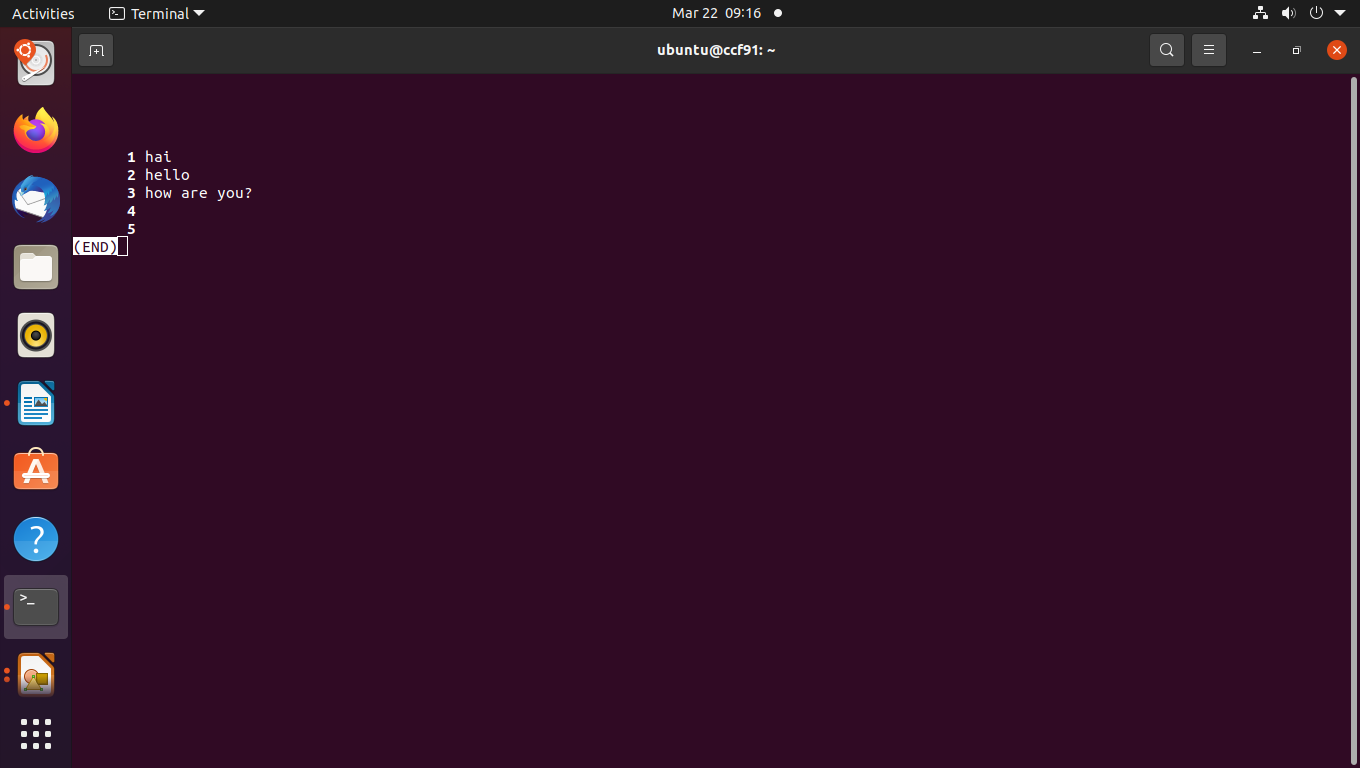 Activities Terminal Mar 22 09:16
ubuntu@ccf91: ~
1 hai
2 hello
3 how are you?
4
5
(END)